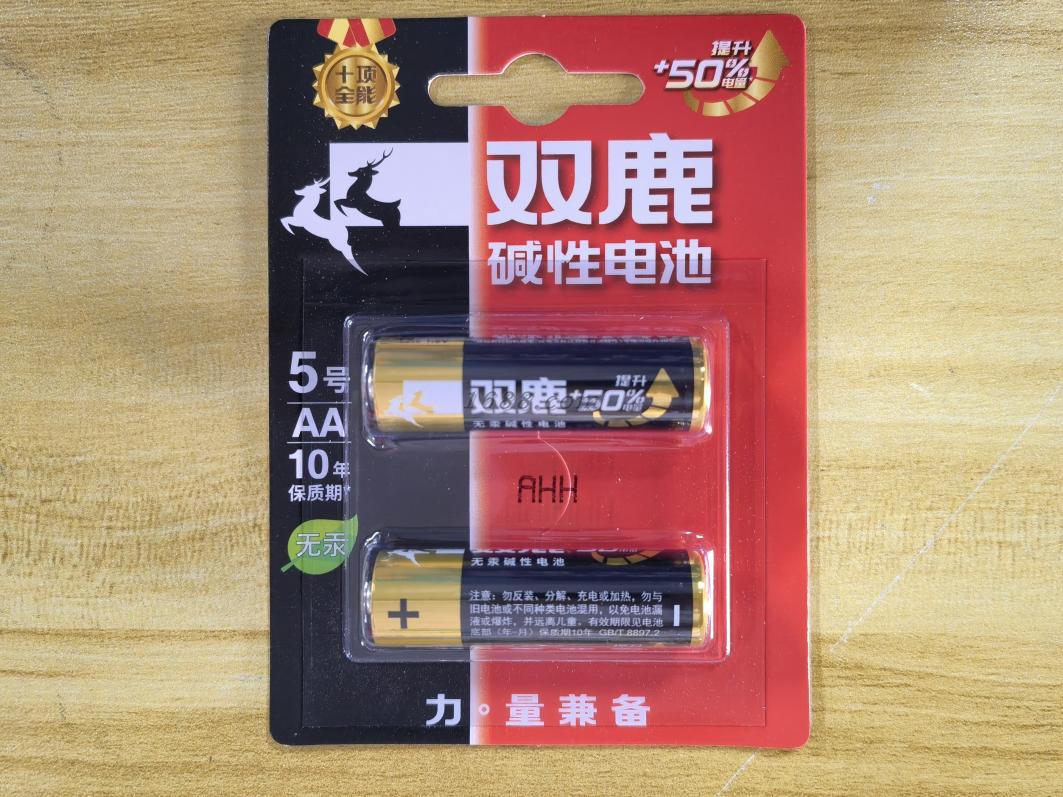 十项
全能
提升
+50%
电量
双鹿
碱性电池
5号
AA
10年
保质期*
无汞
双鹿
提升
+50%
电量
无汞碱性电池
1688.com
AHH
无汞碱性电池
注意：勿反装、分解、充电或加热，勿与
旧电池或不同种类电池混用，以免电池漏
液或爆炸，并远离儿童。有效期限见电池
底部（年-月）保质期10年 GB/T 8897.2
+
力·量兼备